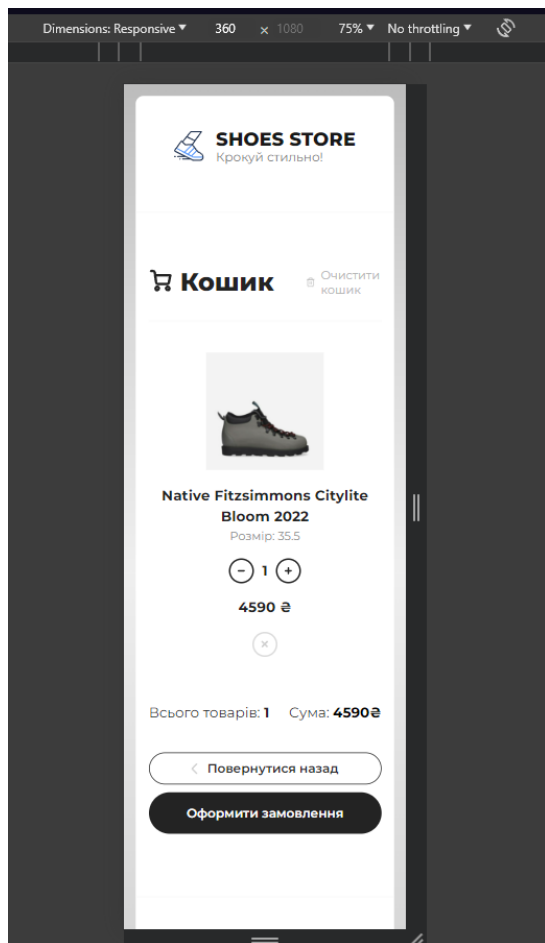 Dimensions: Responsive 360 × 1080 75% No throttling
SHOES STORE
Крокуй стильно!
Кошик
Очистити
кошик
Native Fitzsimmons Citylite
Bloom 2022
Розмір: 35.5
− 1 +
4590 ₴
×
Всього товарів: 1 Сума: 4590₴
Повернутися назад
Оформити замовлення